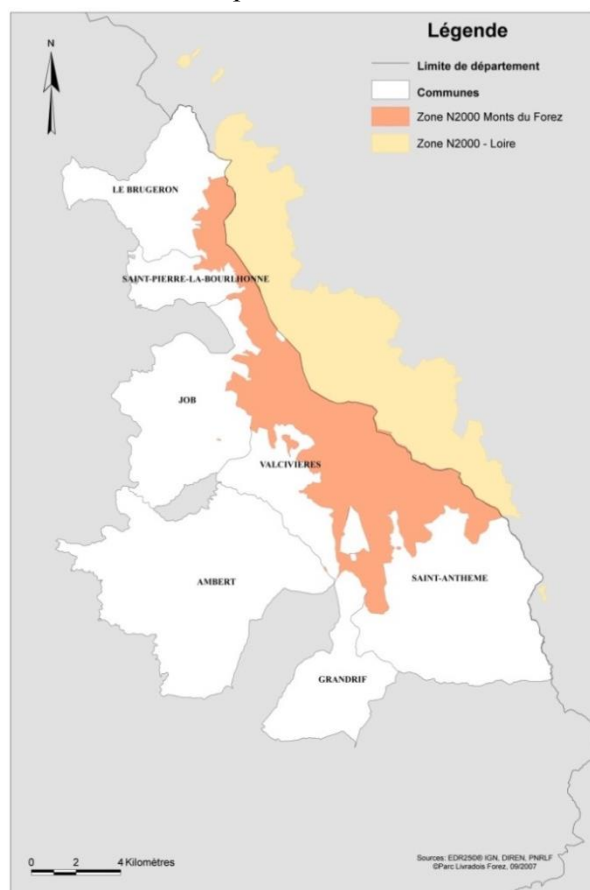 Légende
N
Limite de département
Communes
Zone N2000 Monts du Forez
Zone N2000 - Loire
LE BRUGERON
SAINT-PIERRE-LA-BOURLHONNE
JOB
VALCIVIERES
AMBERT
SAINT-ANTHEME
GRANDRIF
0 2 4 Kilomètres
Sources: EDR25©® IGN, DIREN, PNRLF
©Parc Livradois Forez, 09/2007